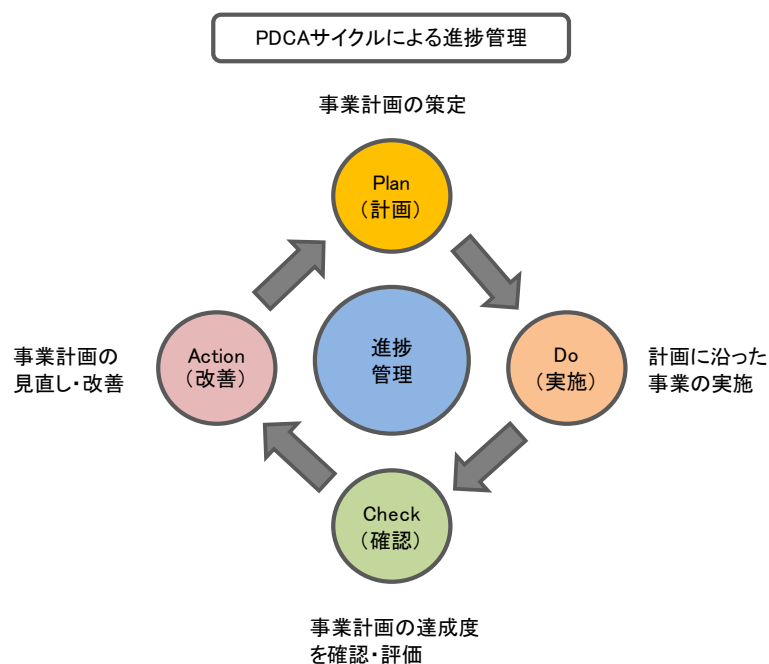 PDCAサイクルによる進捗管理
事業計画の策定
Plan
（計画）
事業計画の
見直し・改善
Action
（改善）
進捗
管理
Do
（実施）
計画に沿った
事業の実施
Check
（確認）
事業計画の達成度
を確認・評価